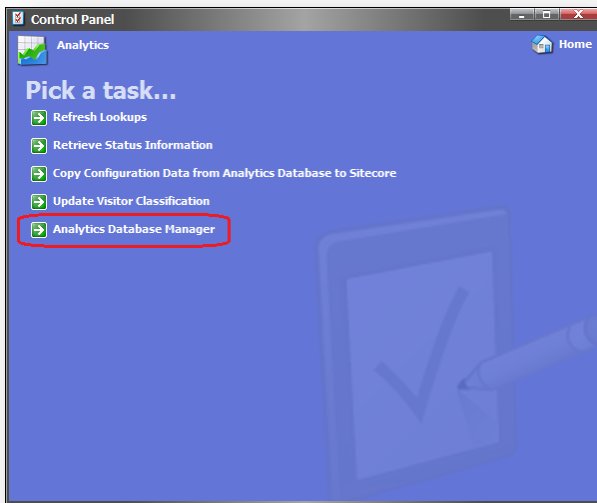 Control Panel
Analytics
Home
Pick a task...
Refresh Lookups
Retrieve Status Information
Copy Configuration Data from Analytics Database to Sitecore
Update Visitor Classification
Analytics Database Manager